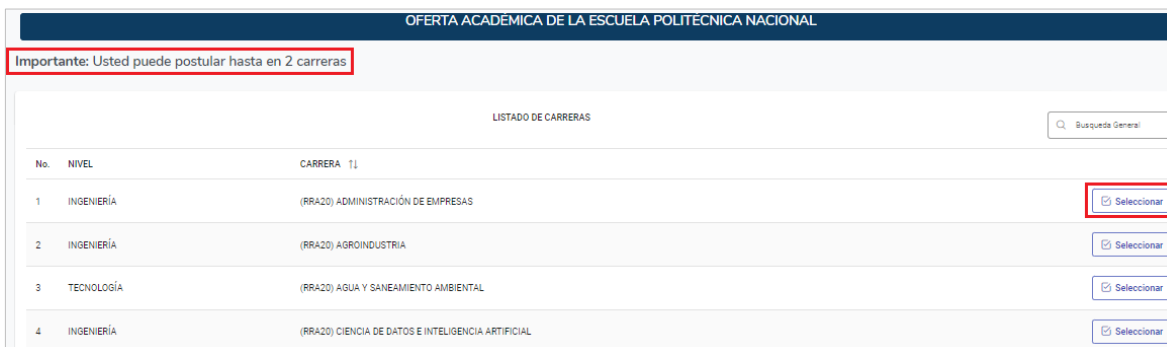 OFERTA ACADÉMICA DE LA ESCUELA POLITÉCNICA NACIONAL
Importante: Usted puede postular hasta en 2 carreras
LISTADO DE CARRERAS
Busqueda General
No. NIVEL CARRERA ↑↓
1 INGENIERÍA (RRA20) ADMINISTRACIÓN DE EMPRESAS Seleccionar
2 INGENIERÍA (RRA20) AGROINDUSTRIA Seleccionar
3 TECNOLOGÍA (RRA20) AGUA Y SANEAMIENTO AMBIENTAL Seleccionar
4 INGENIERÍA (RRA20) CIENCIA DE DATOS E INTELIGENCIA ARTIFICIAL Seleccionar